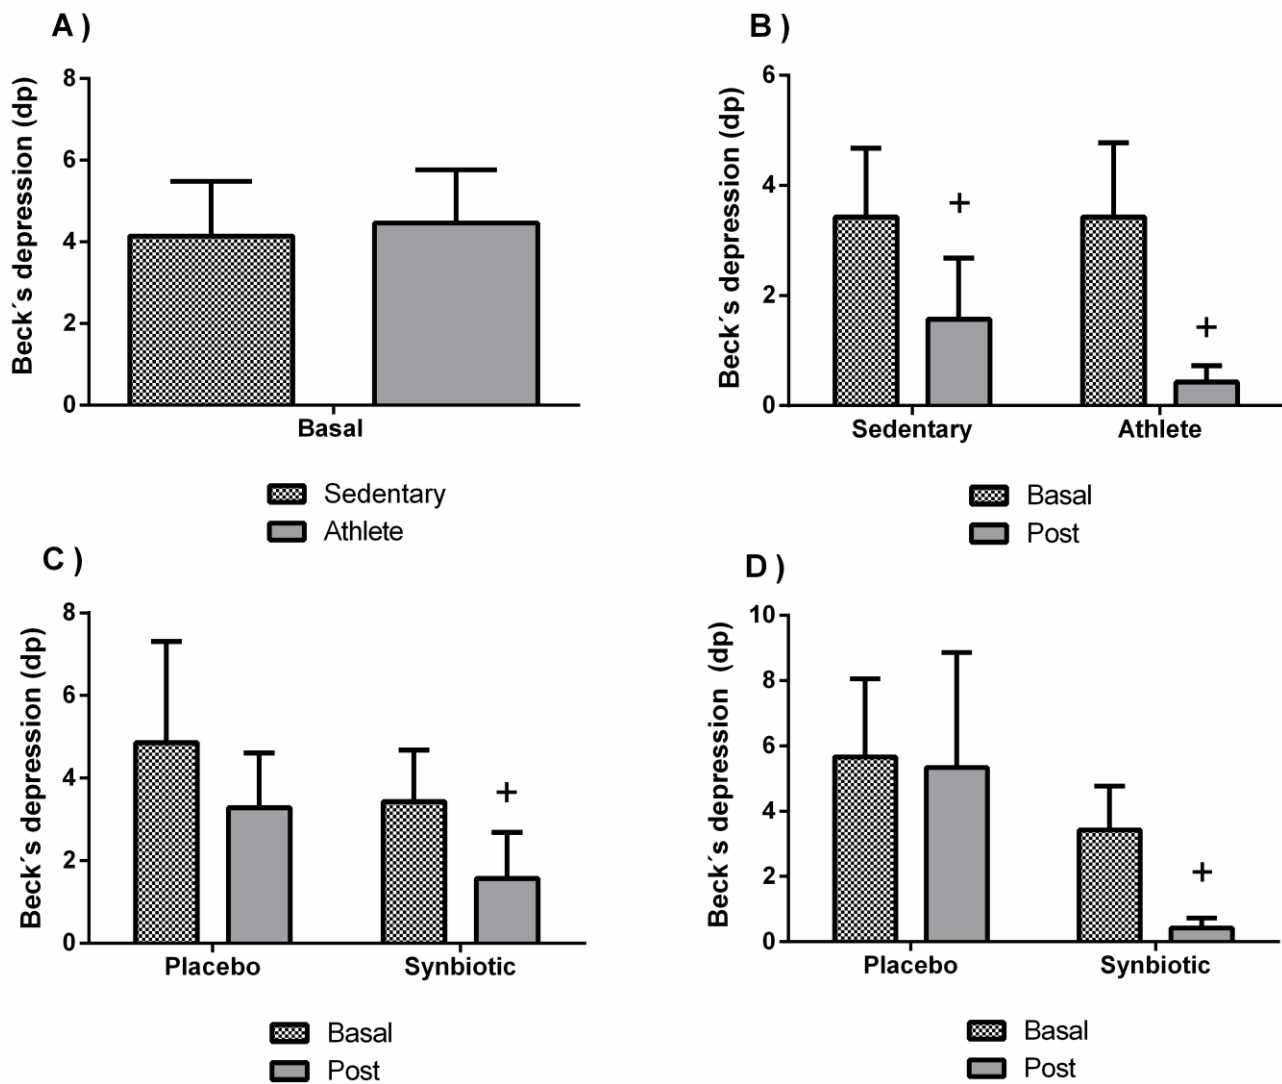 A )
Beck´s depression (dp)
8
6
4
2
0
Basal
Sedentary
Athlete
B )
Beck´s depression (dp)
6
4
2
0
+
+
Sedentary
Athlete
Basal
Post
C )
Beck´s depression (dp)
8
6
4
2
0
+
Placebo
Synbiotic
Basal
Post
D )
Beck´s depression (dp)
10
8
6
4
2
0
+
Placebo
Synbiotic
Basal
Post